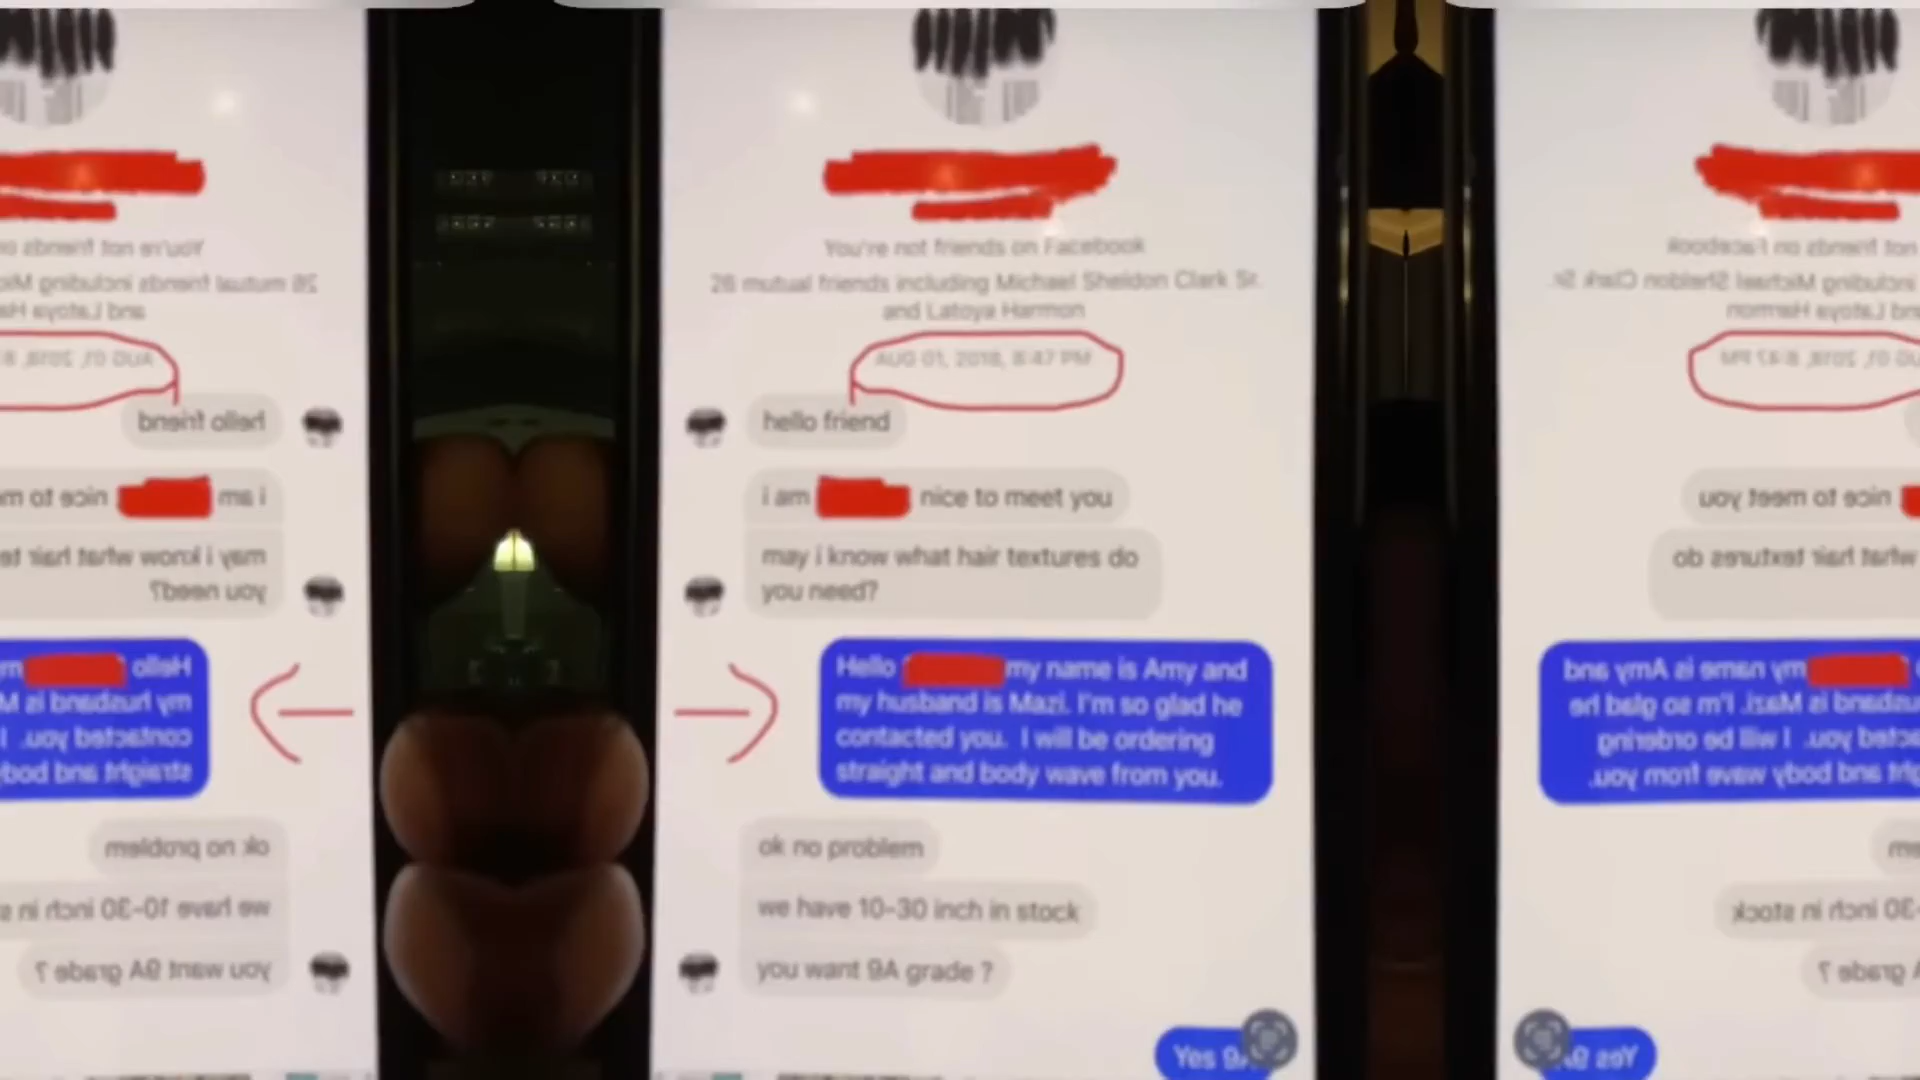 You're not friends on Facebook
26 mutual friends including Michael Sheldon Clark Sr.
and Latoya Harmon
AUG 01, 2018, 8:47 PM
hello friend
i am nice to meet you
may i know what hair textures do
you need?
Hello my name is Amy and
my husband is Mazi. I'm so glad he
contacted you. I will be ordering
straight and body wave from you.
ok no problem
we have 10-30 inch in stock
you want 9A grade ?
Yes